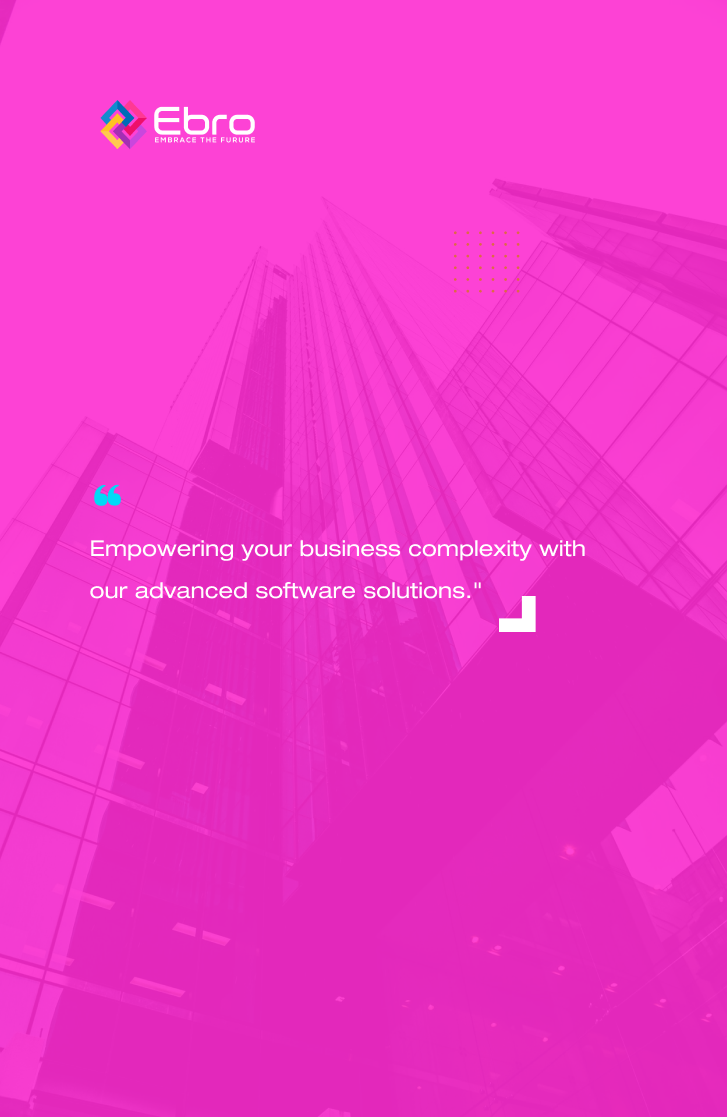 Ebro
EMBRACE THE FURURE
❝
Empowering your business complexity with
our advanced software solutions."